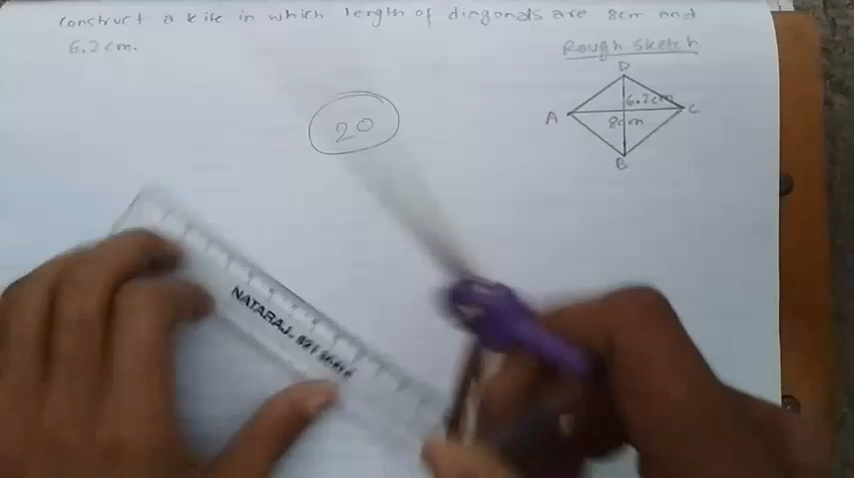 construct a kite in which length of diagonals are 8cm and
6.2cm.
Rough sketch
D
6.2cm
A
C
8cm
B
20
NATARAJ